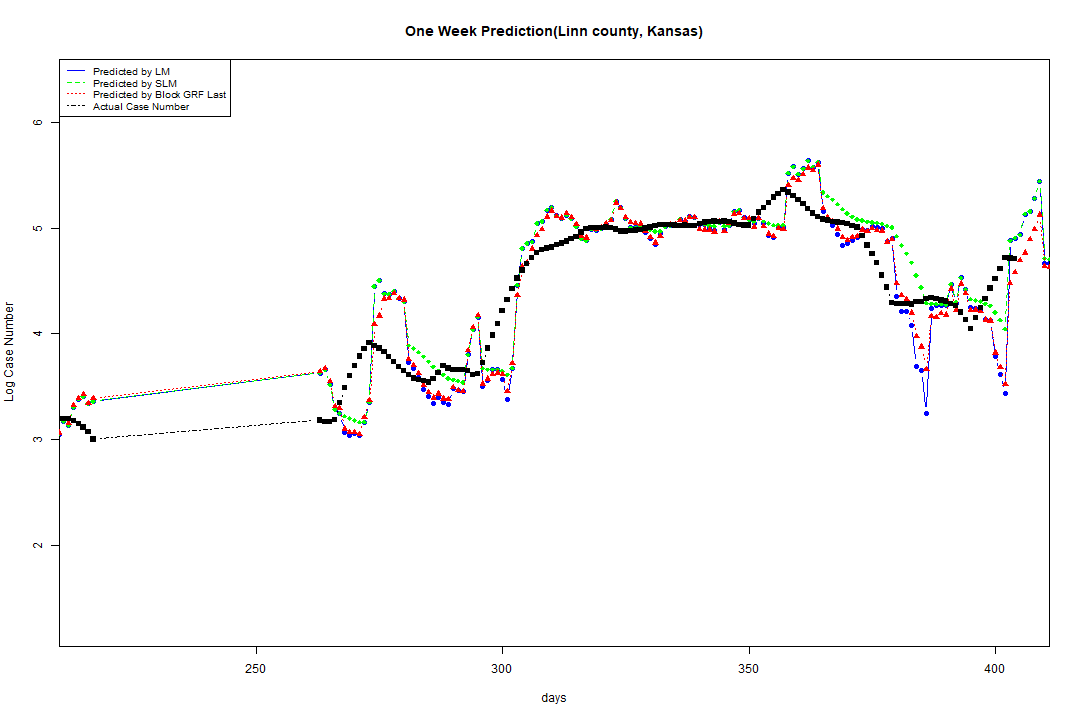 One Week Prediction(Linn county, Kansas)
Predicted by LM
Predicted by SLM
Predicted by Block GRF Last
Actual Case Number
6
5
4
3
2
Log Case Number
250 300 350 400
days